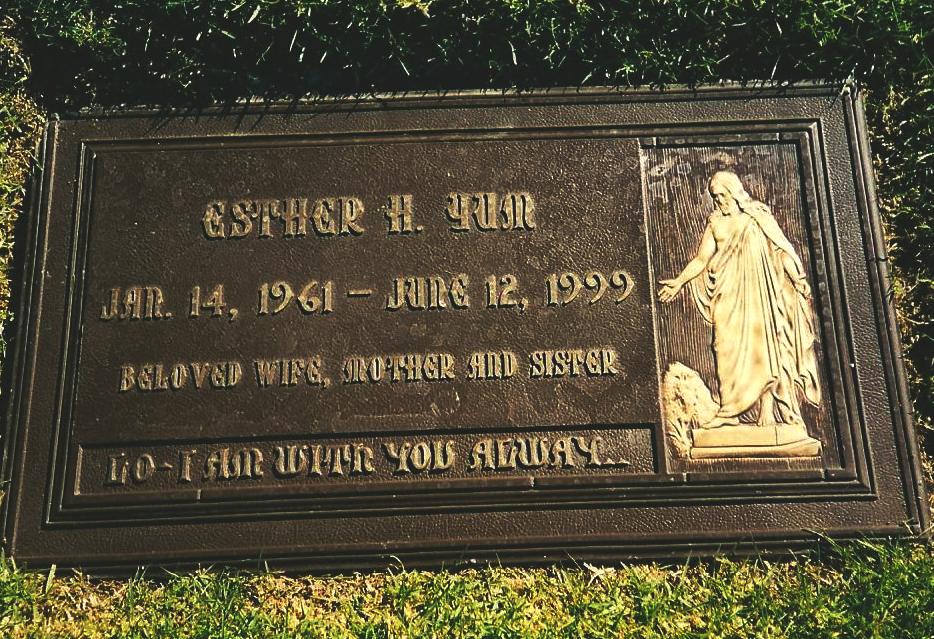 ESTHER H. YUM
JAN. 14, 1961 – JUNE 12, 1999
BELOVED WIFE, MOTHER AND SISTER
LO-I AM WITH YOU ALWAY...